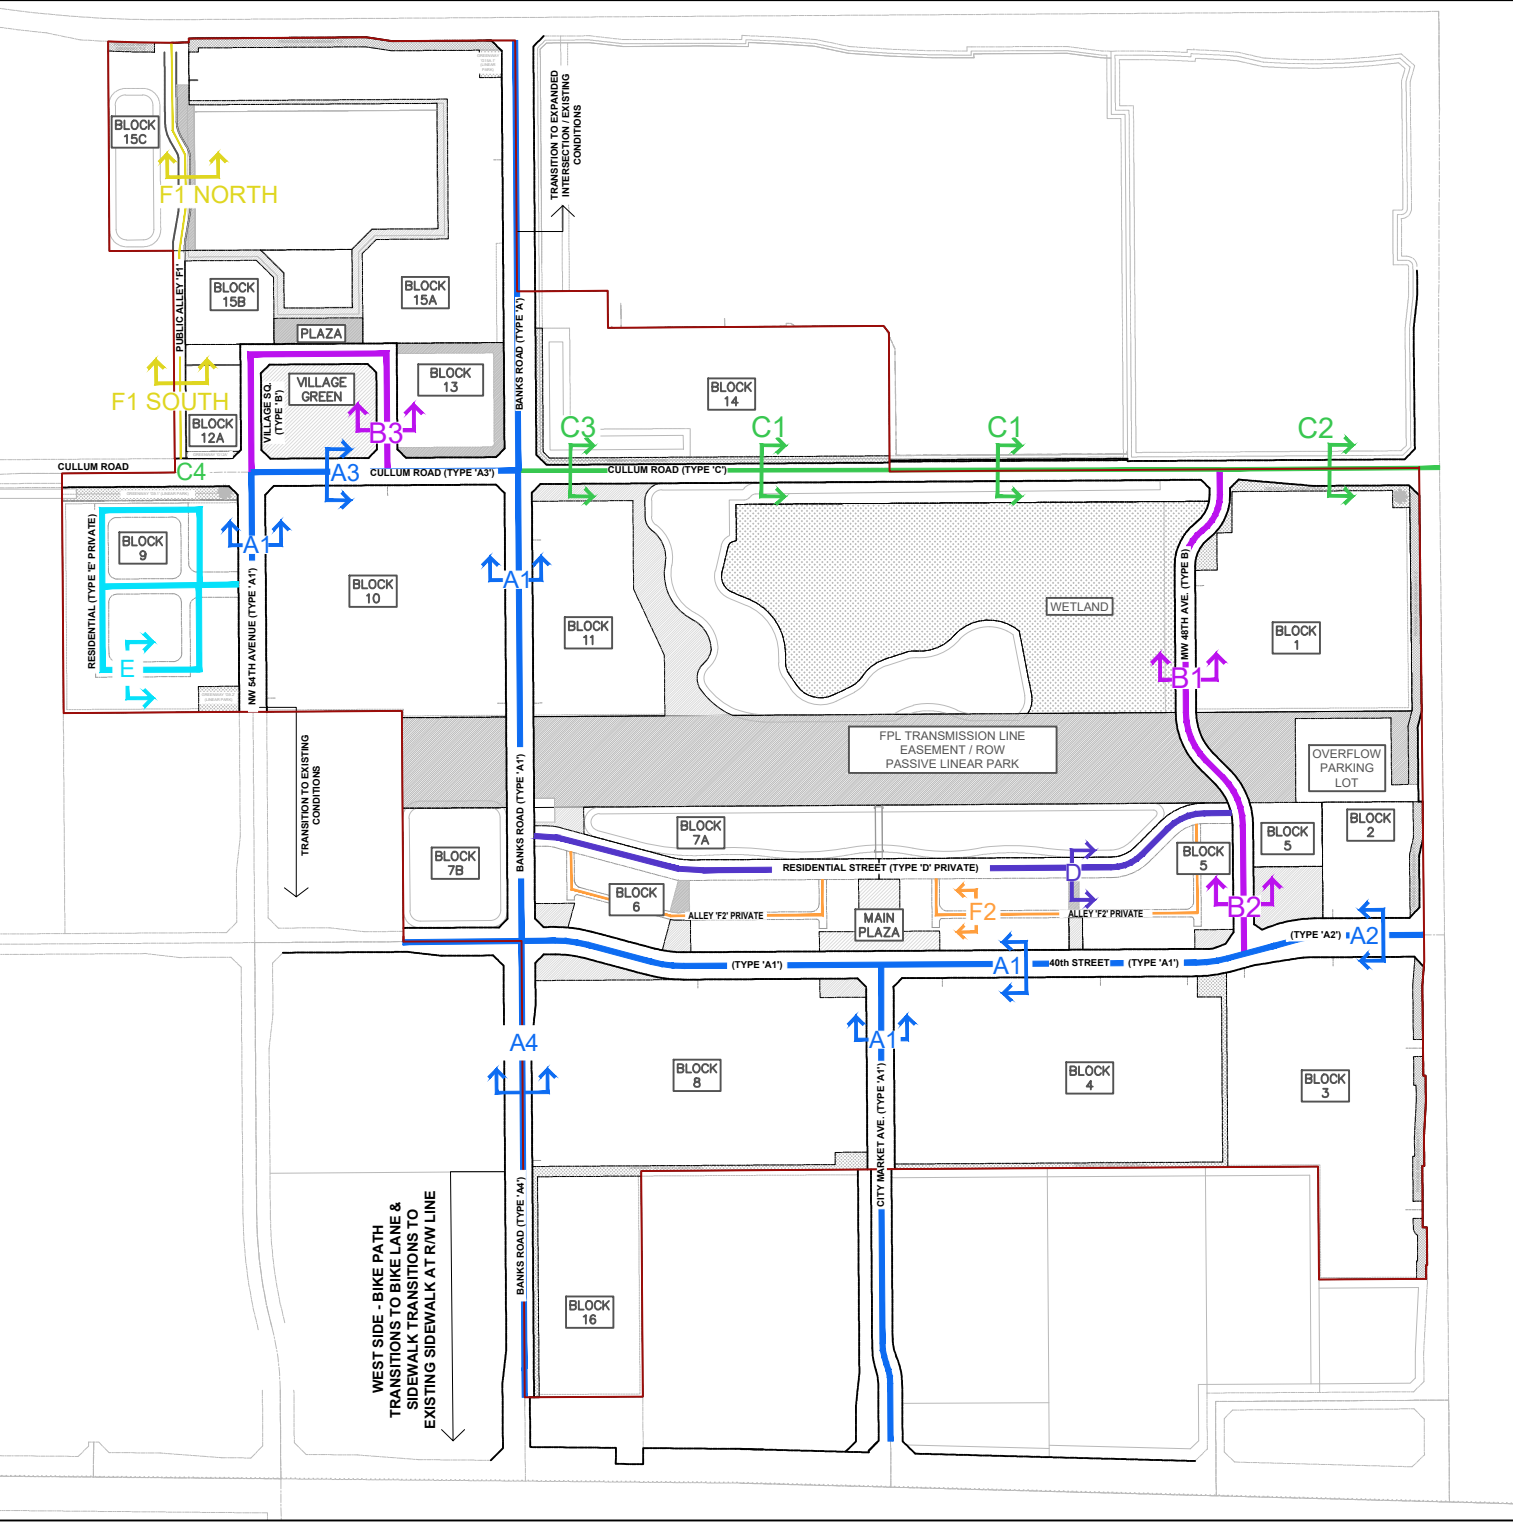 BLOCK
15C
F1 NORTH
PUBLIC ALLEY 'F1'
BLOCK
15B
BLOCK
15A
PLAZA
TRANSITION TO EXPANDED
INTERSECTION / EXISTING
CONDITIONS
BANKS ROAD (TYPE 'A')
F1 SOUTH
BLOCK
12A
VILLAGE SQ.
(TYPE 'B')
VILLAGE
GREEN
B3
BLOCK
13
BLOCK
14
C3
C1
C1
C2
CULLUM ROAD
C4
A3
CULLUM ROAD (TYPE 'A3')
CULLUM ROAD (TYPE 'C')
RESIDENTIAL (TYPE 'E' PRIVATE)
BLOCK
9
E
A1
NW 54TH AVENUE (TYPE 'A1')
BLOCK
10
A1
BLOCK
11
WETLAND
MW 48TH AVE. (TYPE B)
B1
BLOCK
1
TRANSITION TO EXISTING
CONDITIONS
BANKS ROAD (TYPE 'A1')
FPL TRANSMISSION LINE
EASEMENT / ROW
PASSIVE LINEAR PARK
OVERFLOW
PARKING
LOT
BLOCK
7B
BLOCK
7A
BLOCK
5
BLOCK
5
BLOCK
2
RESIDENTIAL STREET (TYPE 'D' PRIVATE)
D
BLOCK
6
ALLEY 'F2' PRIVATE
MAIN
PLAZA
F2
ALLEY 'F2' PRIVATE
B2
(TYPE 'A1')
A1
40th STREET
(TYPE 'A1')
(TYPE 'A2')
A2
A4
A1
BLOCK
8
BLOCK
4
BLOCK
3
CITY MARKET AVE. (TYPE 'A1')
BANKS ROAD (TYPE 'A4')
WEST SIDE - BIKE PATH
TRANSITIONS TO BIKE LANE &
SIDEWALK TRANSITIONS TO
EXISTING SIDEWALK AT R/W LINE
BLOCK
16